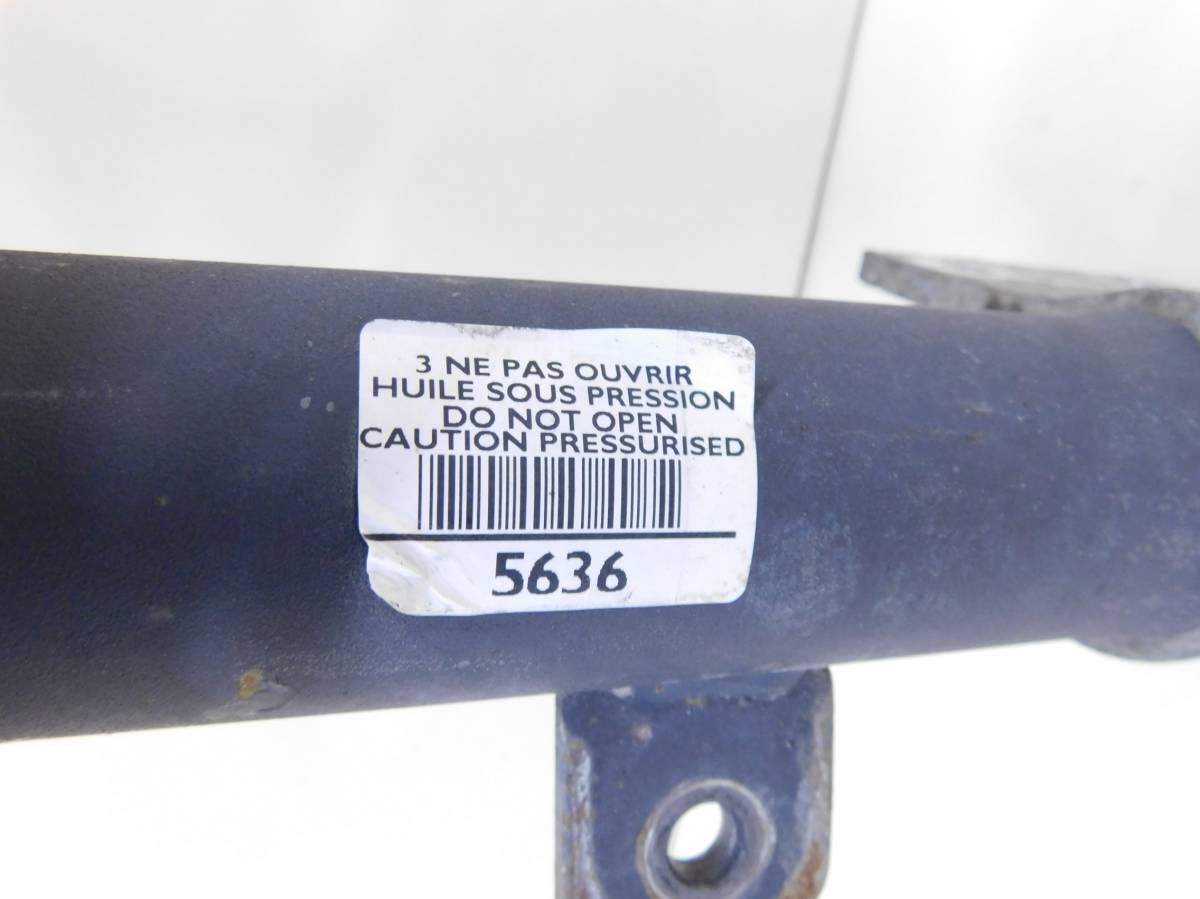 3 NE PAS OUVRIR
HUILE SOUS PRESSION
DO NOT OPEN
CAUTION PRESSURISED
5636